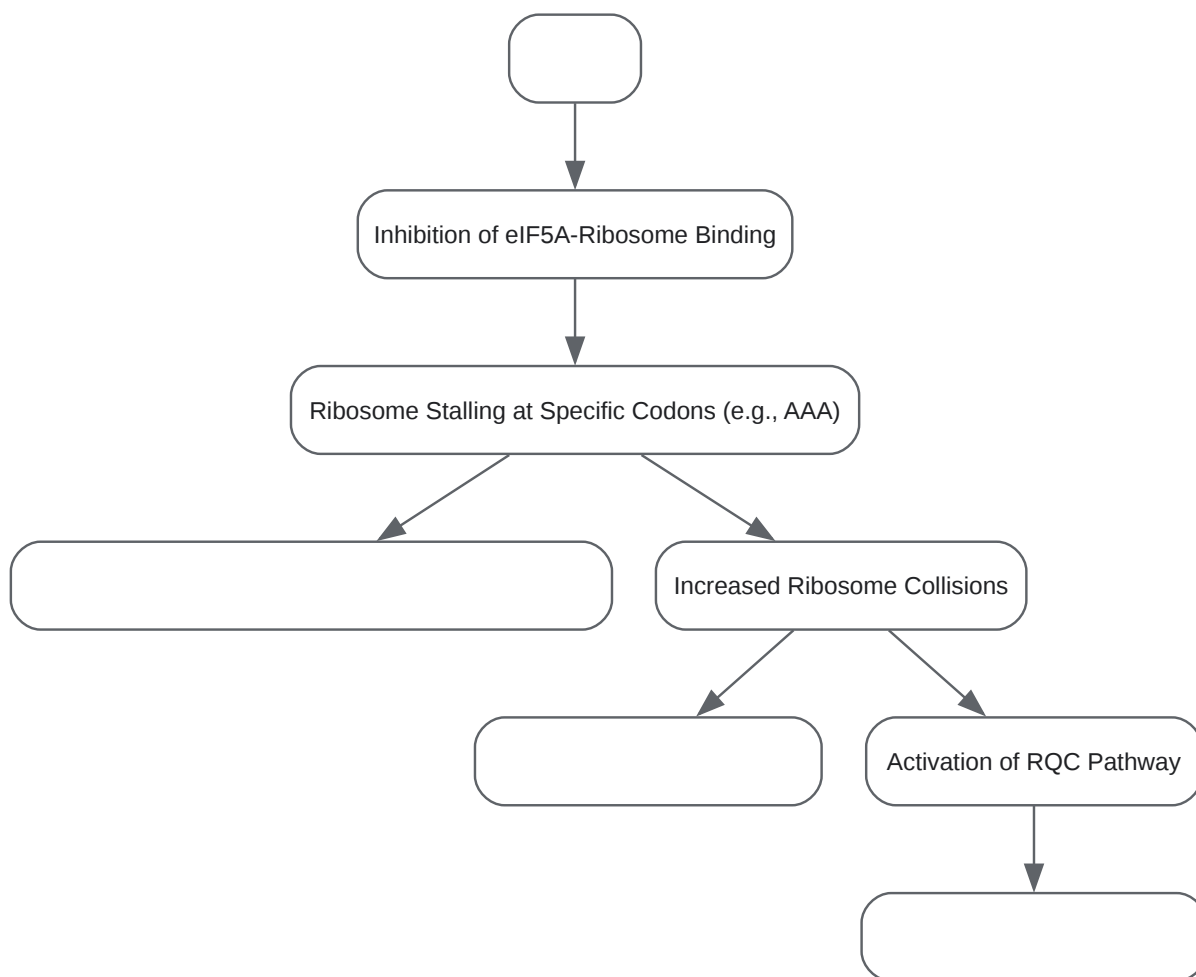 Inhibition of eIF5A-Ribosome Binding
Ribosome Stalling at Specific Codons (e.g., AAA)
Increased Ribosome Collisions
Activation of RQC Pathway